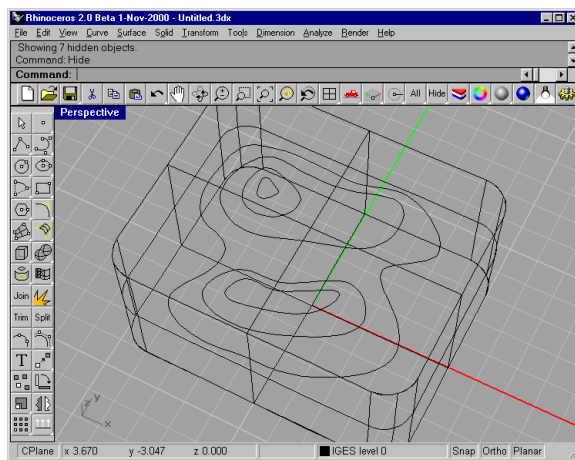 Rhinoceros 2.0 Beta 1-Nov-2000 - Untitled.3dx
File Edit View Curve Surface Solid Transform Tools Dimension Analyze Render Help
Showing 7 hidden objects.
Command: Hide
Command:
All Hide
Perspective
Join
Trim Split
T
y
x
CPlane x 3.670 y -3.047 z 0.000 IGES level 0 Snap Ortho Planar